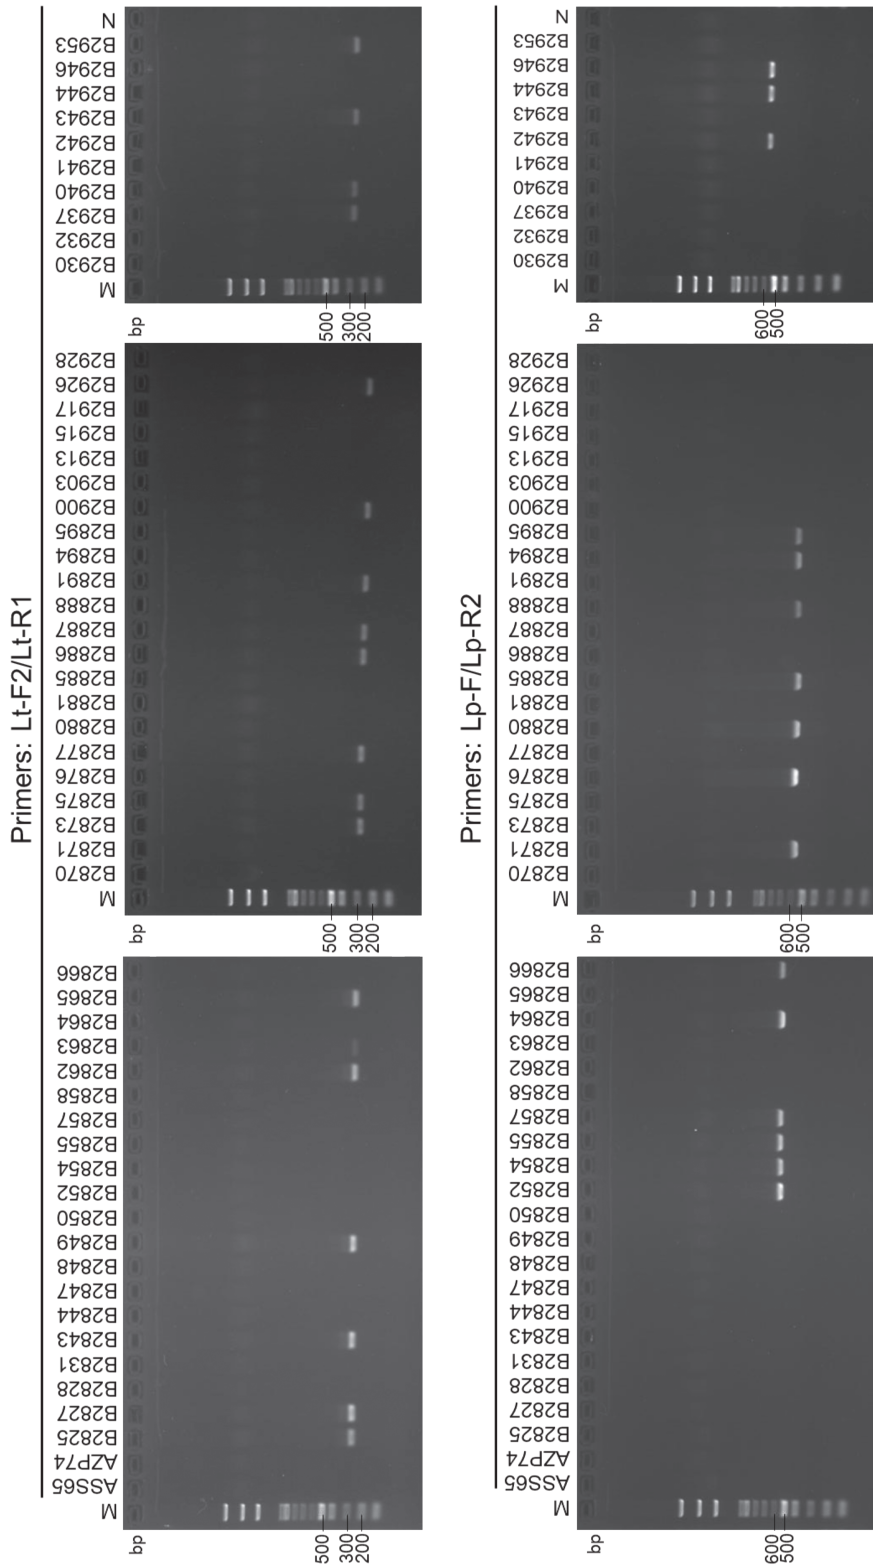 Primers: Lt-F2/Lt-R1
M
ASS65
AZP74
B2825
B2827
B2828
B2831
B2843
B2844
B2847
B2848
B2849
B2850
B2852
B2854
B2855
B2857
B2858
B2862
B2863
B2864
B2865
B2866
bp
500
300
200
M
B2870
B2871
B2873
B2875
B2876
B2877
B2880
B2881
B2885
B2886
B2887
B2888
B2891
B2894
B2895
B2900
B2903
B2913
B2915
B2917
B2926
B2928
bp
500
300
200
M
B2930
B2932
B2937
B2940
B2941
B2942
B2943
B2944
B2946
B2953
N
bp
500
300
200
Primers: Lp-F/Lp-R2
M
ASS65
AZP74
B2825
B2827
B2828
B2831
B2843
B2844
B2847
B2848
B2849
B2850
B2852
B2854
B2855
B2857
B2858
B2862
B2863
B2864
B2865
B2866
bp
600
500
M
B2870
B2871
B2873
B2875
B2876
B2877
B2880
B2881
B2885
B2886
B2887
B2888
B2891
B2894
B2895
B2900
B2903
B2913
B2915
B2917
B2926
B2928
bp
600
500
M
B2930
B2932
B2937
B2940
B2941
B2942
B2943
B2944
B2946
B2953
N
bp
600
500